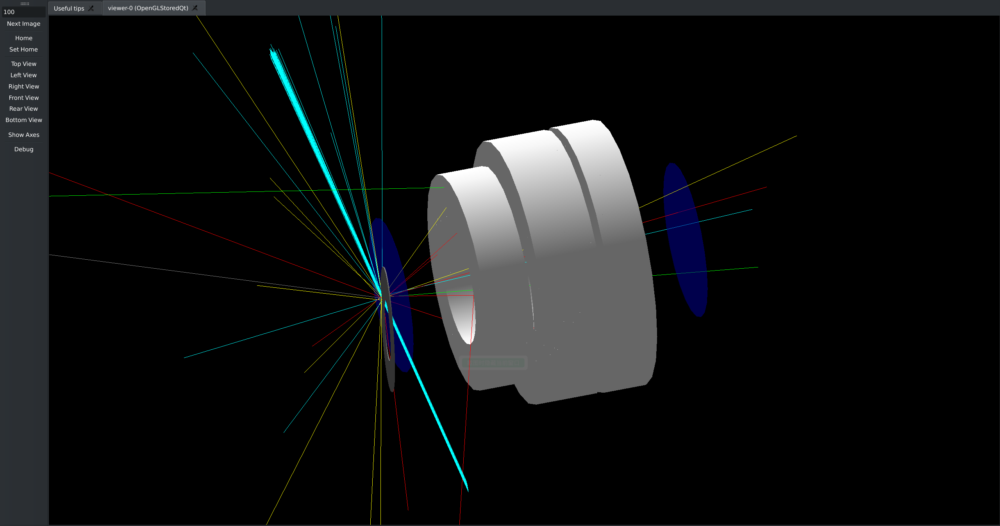 100
Useful tips
viewer-0 (OpenGLStoredQt)
Next Image
Home
Set Home
Top View
Left View
Right View
Front View
Rear View
Bottom View
Show Axes
Debug